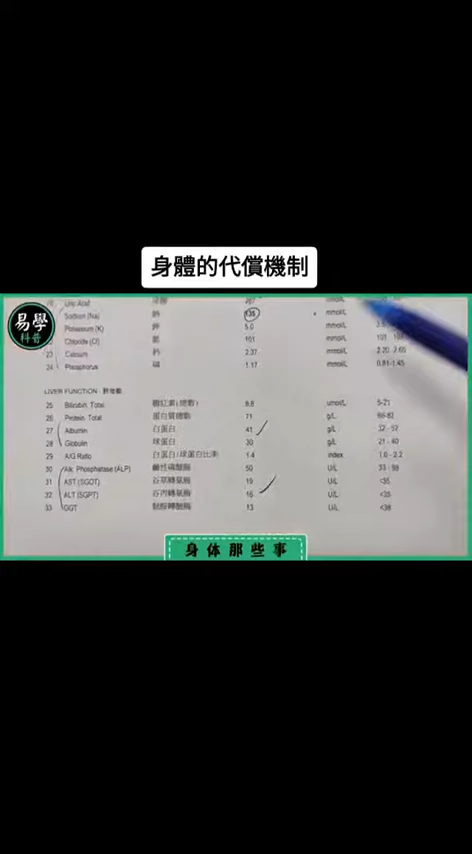 身體的代償機制
易學
科普
Uric Acid 267
Sodium (Na) 鈉 135 mmol/L
Potassium (K) 鉀 5.0 mmol/L
Chloride (Cl) 氯 101 mmol/L
23 Calcium 鈣 2.37 mmol/L 2.20 - 2.65
24 Phosphorus 磷 1.17 mmol/L 0.81-1.45
LIVER FUNCTION 肝功能
25 Bilirubin, Total 膽紅素(總數) 8.8 umol/L 5-21
26 Protein, Total 蛋白質總數 71 g/L 66-83
27 Albumin 白蛋白 41 g/L 32 - 52
28 Globulin 球蛋白 30 g/L 21 - 40
29 A/G Ratio 白蛋白/球蛋白比率 1.4 index 1.0 - 2.2
30 Alk. Phosphatase (ALP) 鹼性磷酸酶 50 U/L 33 - 98
31 AST (SGOT) 谷草轉氨酶 19 U/L <35
32 ALT (SGPT) 谷丙轉氨酶 16 U/L <35
33 GGT 13 U/L <38
身体那些事